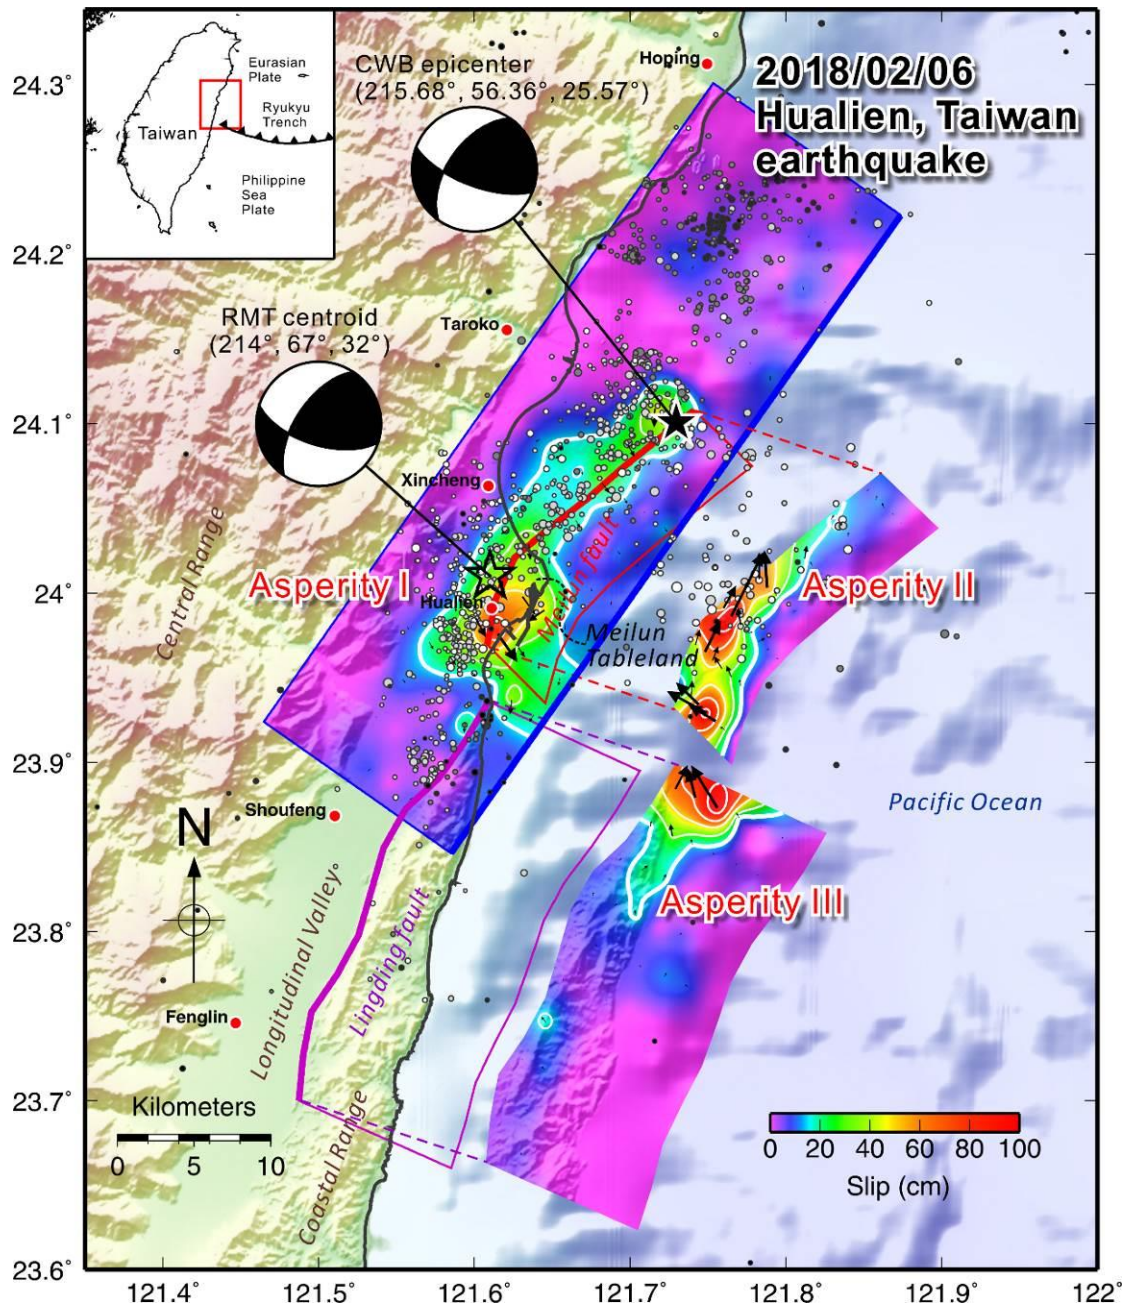 Eurasian
Plate
Ryukyu
Trench
Taiwan
Philippine
Sea
Plate
CWB epicenter
(215.68°, 56.36°, 25.57°)
Hoping
2018/02/06
Hualien, Taiwan
earthquake
RMT centroid
(214°, 67°, 32°)
Taroko
Xincheng
Asperity I
Hualien
Meilun fault
Meilun
Tableland
Asperity II
Central Range
Shoufeng
Pacific Ocean
N
Asperity III
Longitudinal Valley
Lingding fault
Fenglin
Coastal Range
Kilometers
0 5 10
0 20 40 60 80 100
Slip (cm)
24.3°
24.2°
24.1°
24°
23.9°
23.8°
23.7°
23.6°
121.4° 121.5° 121.6° 121.7° 121.8° 121.9° 122°